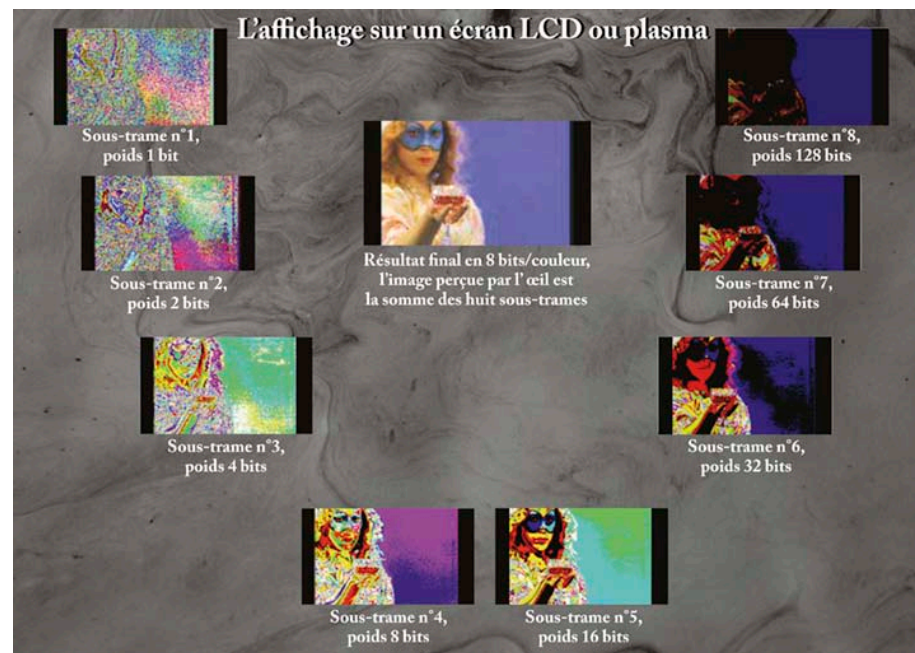 L'affichage sur un écran LCD ou plasma
Sous-trame n°1,
poids 1 bit
Sous-trame n°2,
poids 2 bits
Sous-trame n°3,
poids 4 bits
Sous-trame n°4,
poids 8 bits
Sous-trame n°5,
poids 16 bits
Sous-trame n°6,
poids 32 bits
Sous-trame n°7,
poids 64 bits
Sous-trame n°8,
poids 128 bits
Résultat final en 8 bits/couleur,
l'image perçue par l' œil est
la somme des huit sous-trames